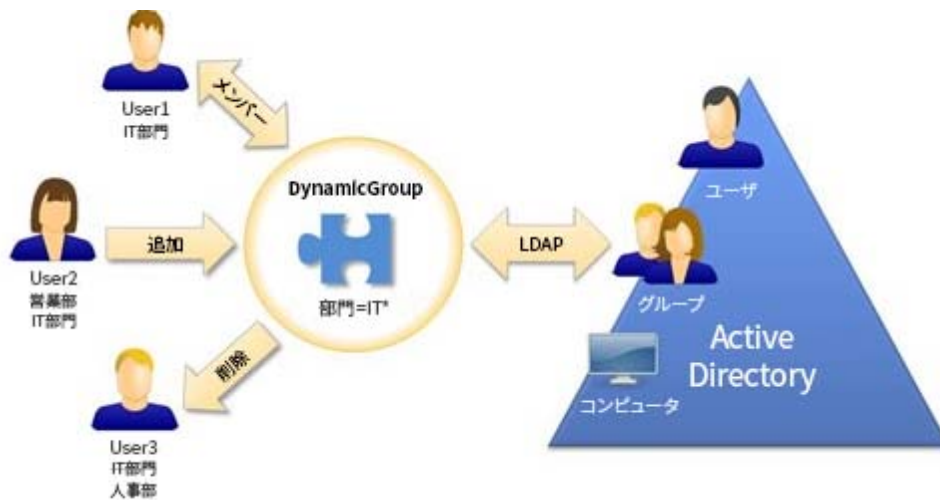 User1
IT部門
メンバー
User2
営業部
IT部門
追加
User3
IT部門
人事部
削除
DynamicGroup
部門=IT*
LDAP
ユーザ
グループ
コンピュータ
Active
Directory